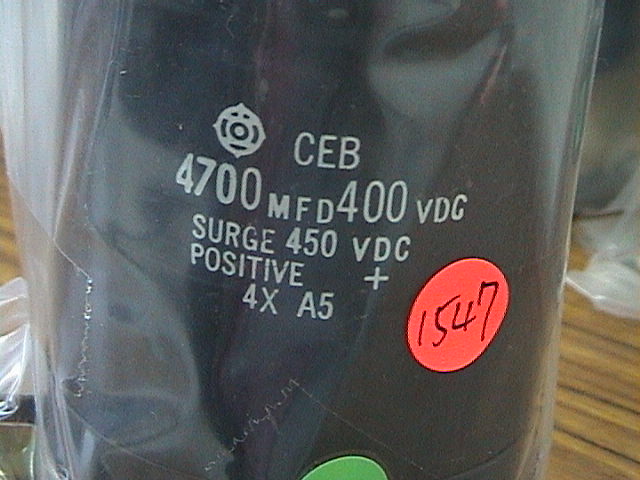 CEB
4700 MFD 400 VDC
SURGE 450 VDC
POSITIVE +
4X A5
1547